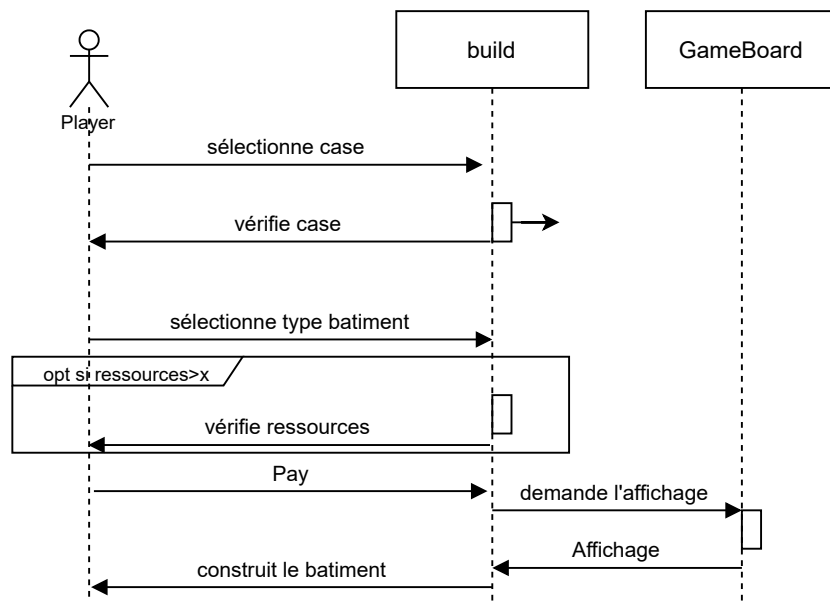 build
GameBoard
Player
sélectionne case
vérifie case
sélectionne type batiment
opt si ressources>x
vérifie ressources
Pay
demande l'affichage
Affichage
construit le batiment